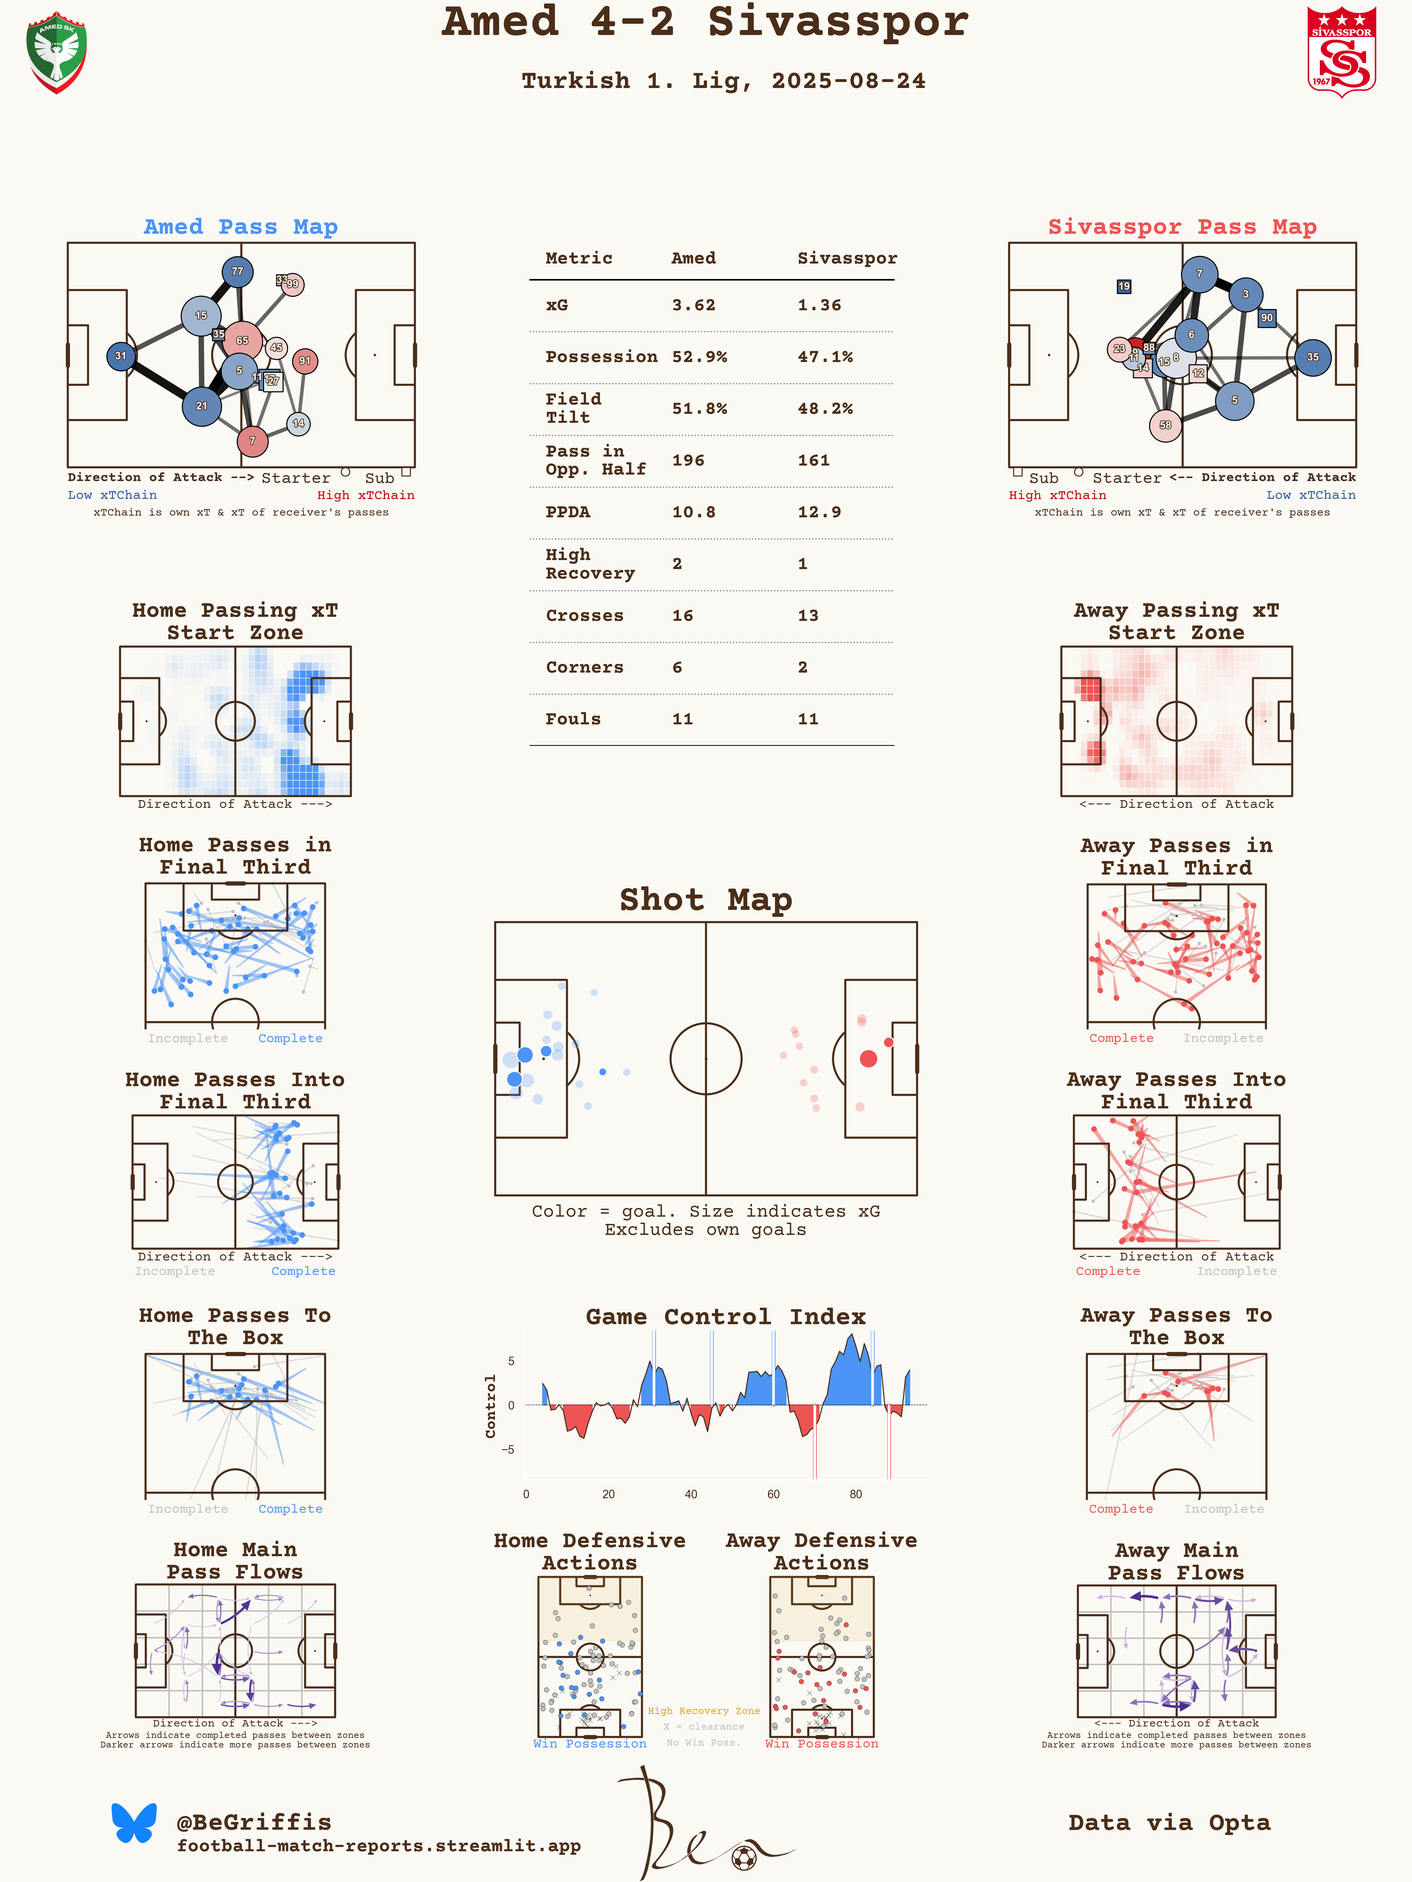 Amed 4-2 Sivasspor
Turkish 1. Lig, 2025-08-24
AMED SK
SİVASSPOR
1967
Amed Pass Map
77
33
99
15
35
65
45
91
31
5
11
27
21
14
7
Direction of Attack --> Starter Sub
Low xTChain High xTChain
xTChain is own xT & xT of receiver's passes
Metric Amed Sivasspor
xG 3.62 1.36
Possession 52.9% 47.1%
Field
Tilt 51.8% 48.2%
Pass in
Opp. Half 196 161
PPDA 10.8 12.9
High
Recovery 2 1
Crosses 16 13
Corners 6 2
Fouls 11 11
Sivasspor Pass Map
7
19
3
90
6
23
88
11
15
8
35
14
12
5
58
Sub Starter <-- Direction of Attack
High xTChain Low xTChain
xTChain is own xT & xT of receiver's passes
Home Passing xT
Start Zone
Direction of Attack --->
Away Passing xT
Start Zone
<--- Direction of Attack
Home Passes in
Final Third
Incomplete Complete
Away Passes in
Final Third
Complete Incomplete
Shot Map
Color = goal. Size indicates xG
Excludes own goals
Home Passes Into
Final Third
Direction of Attack --->
Incomplete Complete
Away Passes Into
Final Third
<--- Direction of Attack
Complete Incomplete
Home Passes To
The Box
Incomplete Complete
Game Control Index
Control
5
0
−5
0 20 40 60 80
Away Passes To
The Box
Complete Incomplete
Home Main
Pass Flows
Direction of Attack --->
Arrows indicate completed passes between zones
Darker arrows indicate more passes between zones
Home Defensive
Actions
Win Possession
Away Defensive
Actions
Win Possession
High Recovery Zone
X = clearance
No Win Poss.
Away Main
Pass Flows
<--- Direction of Attack
Arrows indicate completed passes between zones
Darker arrows indicate more passes between zones
@BeGriffis
football-match-reports.streamlit.app
Ben
Data via Opta